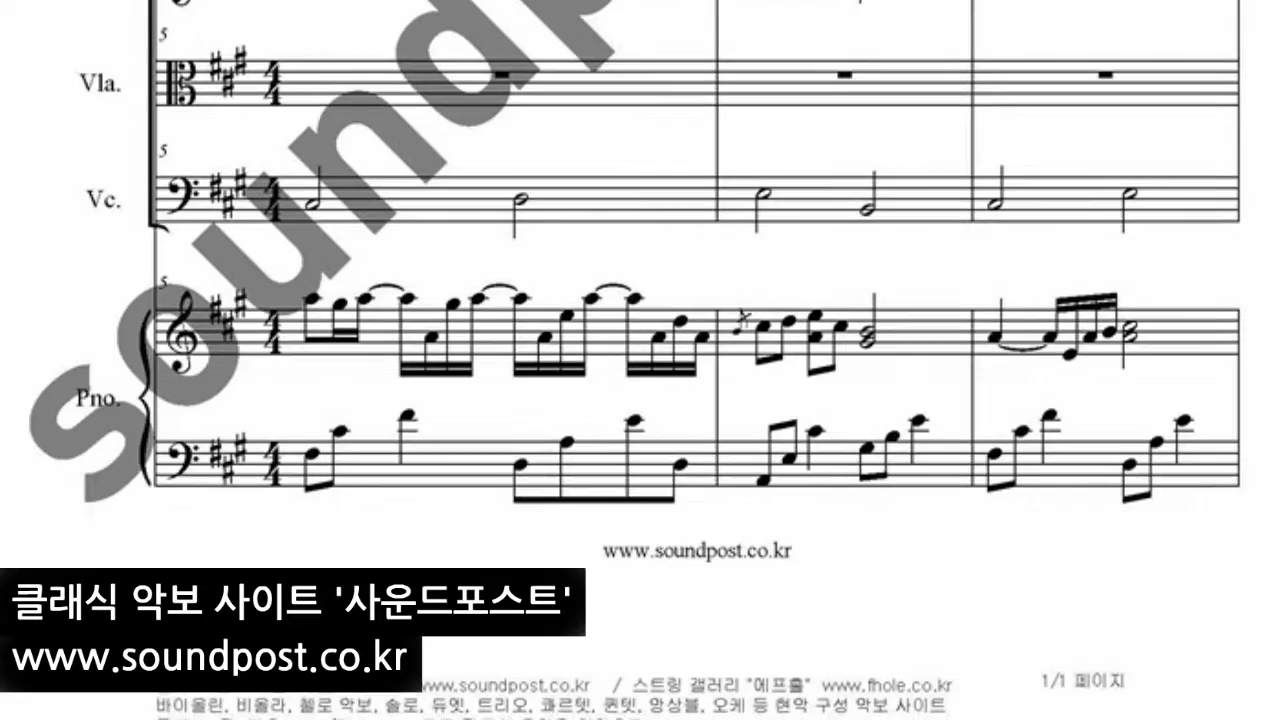 5
Vla.
5
Vc.
soundp
5
Pno.
www.soundpost.co.kr
클래식 악보 사이트 '사운드포스트'
www.soundpost.co.kr
www.soundpost.co.kr / 스트링 갤러리 "에프홀" www.fhole.co.kr
1/1 페이지
바이올린, 비올라, 첼로 악보, 솔로, 듀엣, 트리오, 콰르텟, 퀸텟, 앙상블, 오케 등 현악 구성 악보 사이트